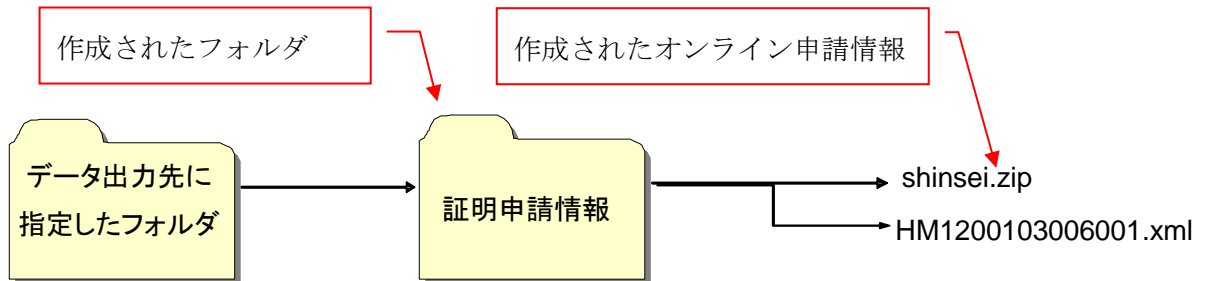 作成されたフォルダ
作成されたオンライン申請情報
データ出力先に
指定したフォルダ
証明申請情報
shinsei.zip
HM1200103006001.xml